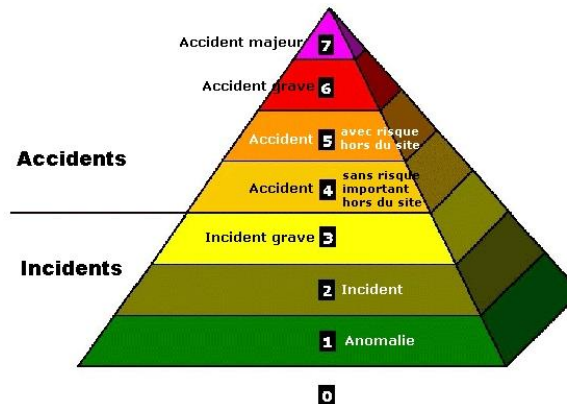 Accident majeur 7
Accident grave 6
Accident 5 avec risque
hors du site
Accidents
Accident 4 sans risque
important
hors du site
Incident grave 3
Incidents
2 Incident
1 Anomalie
0